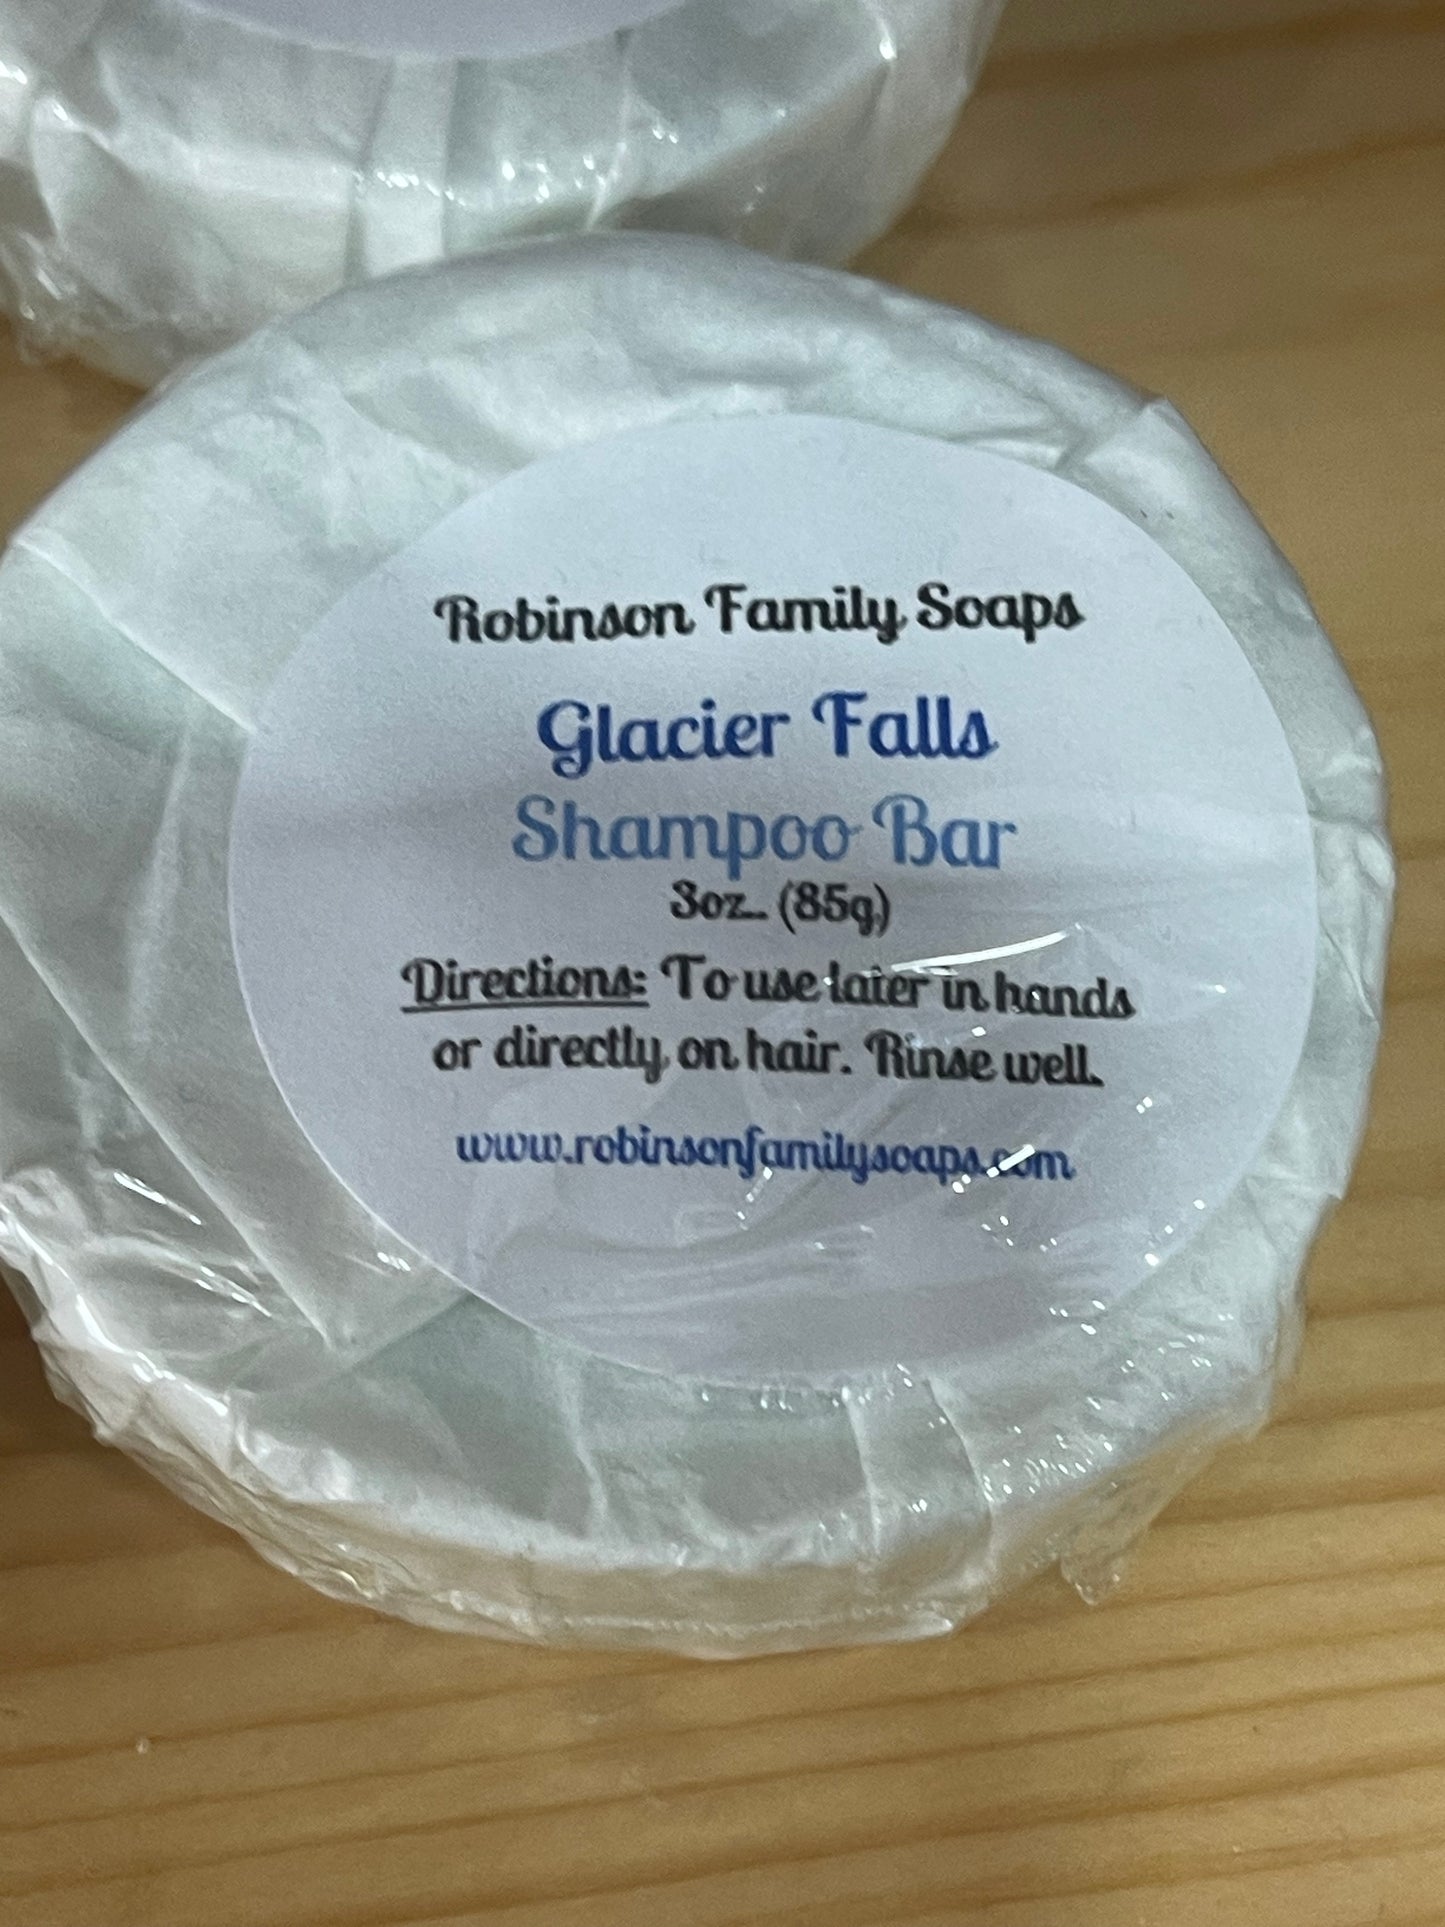 Robinson Family Soaps
Glacier Falls
Shampoo Bar
3oz. (85g)
Directions: To use later in hands
or directly on hair. Rinse well.
www.robinsonfamilysoaps.com